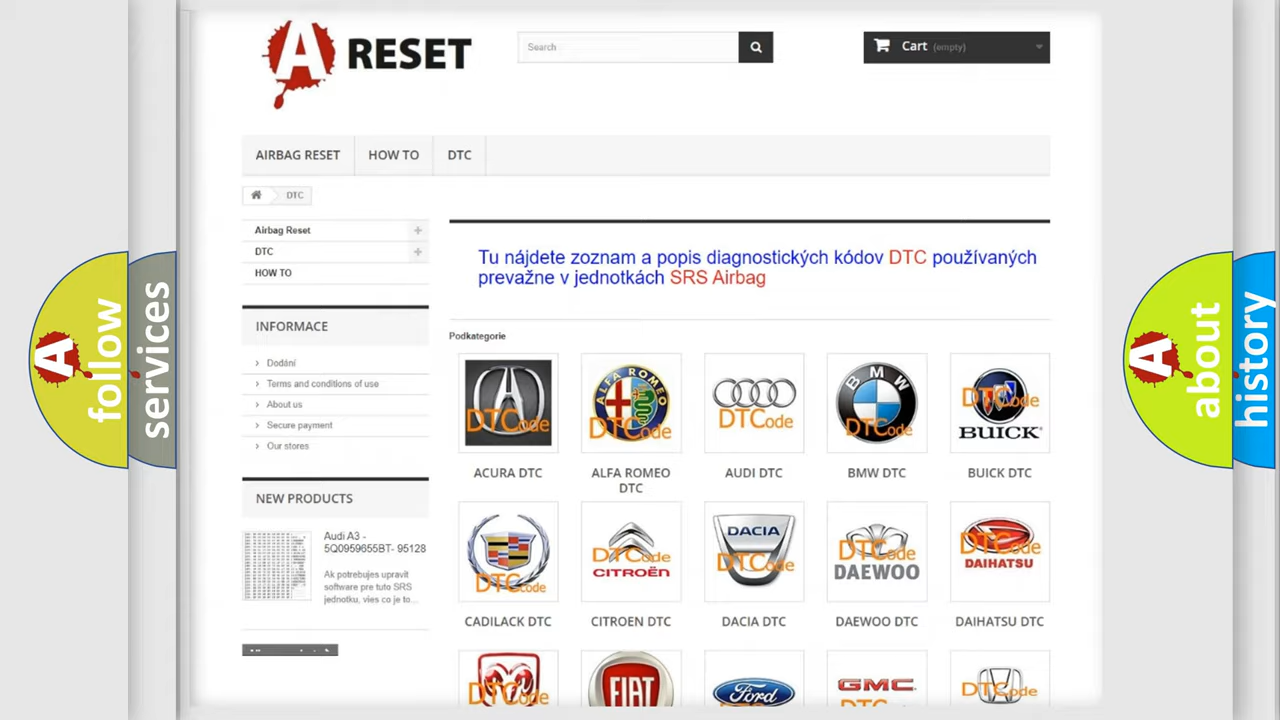 A RESET
Search
Cart (empty)
AIRBAG RESET
HOW TO
DTC
DTC
Airbag Reset
DTC
HOW TO
INFORMACE
Dodání
Terms and conditions of use
About us
Secure payment
Our stores
NEW PRODUCTS
Audi A3 -
5Q0959655BT- 95128
Ak potrebujes upravit
software pre tuto SRS
jednotku, vies co je to...
Tu nájdete zoznam a popis diagnostických kódov DTC používaných
prevažne v jednotkách SRS Airbag
Podkategorie
DTCode
ALFA ROMEO
DTCode
DTCode
BMW
DTCode
DTCode
BUICK
ACURA DTC
ALFA ROMEO
DTC
AUDI DTC
BMW DTC
BUICK DTC
DTCode
DTCode
CITROËN
DACIA
DTCode
DTCode
DAEWOO
DTCode
DAIHATSU
CADILACK DTC
CITROEN DTC
DACIA DTC
DAEWOO DTC
DAIHATSU DTC
DTCode
FIAT
Ford
GMC
DTCode
A follow
services
A about
history